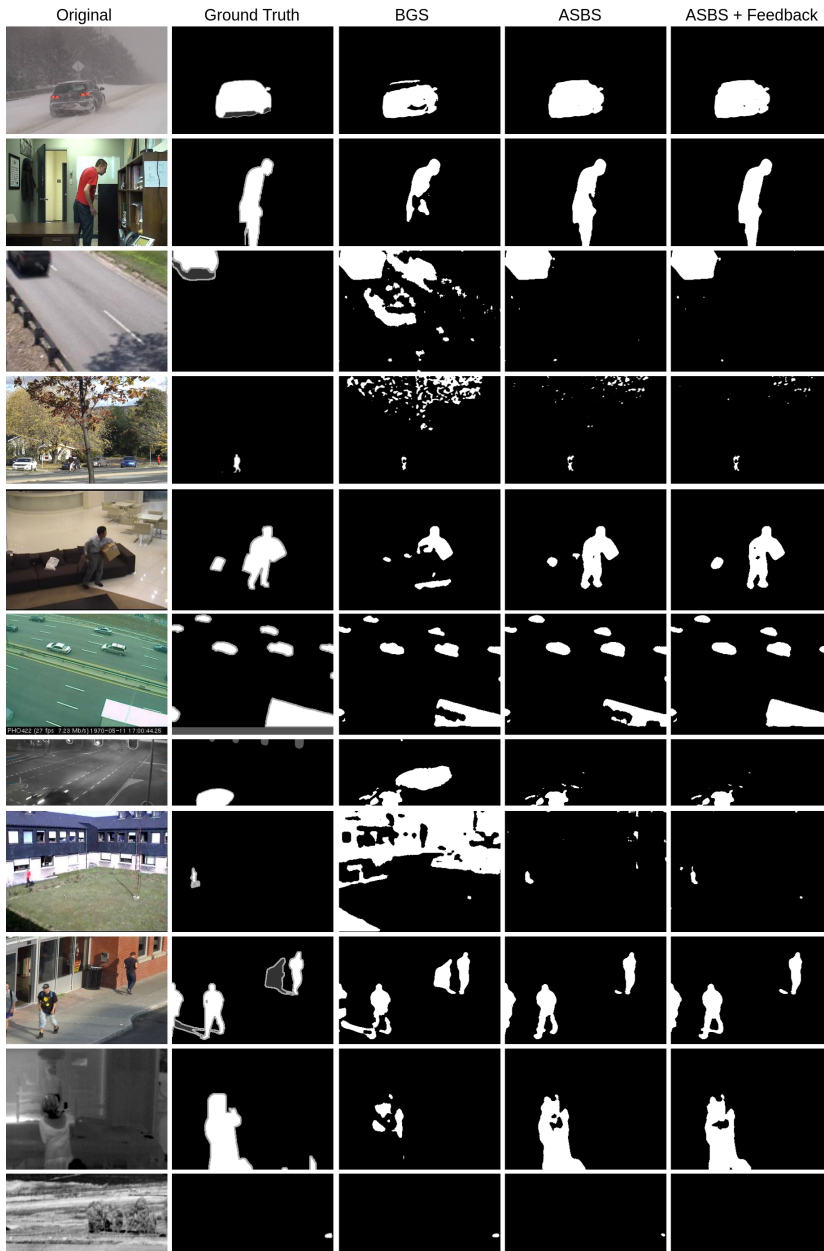 Original Ground Truth BGS ASBS ASBS + Feedback
PHO422 (27 fps 7.23 Mb/s) 1970-05-11 17:00:44.25